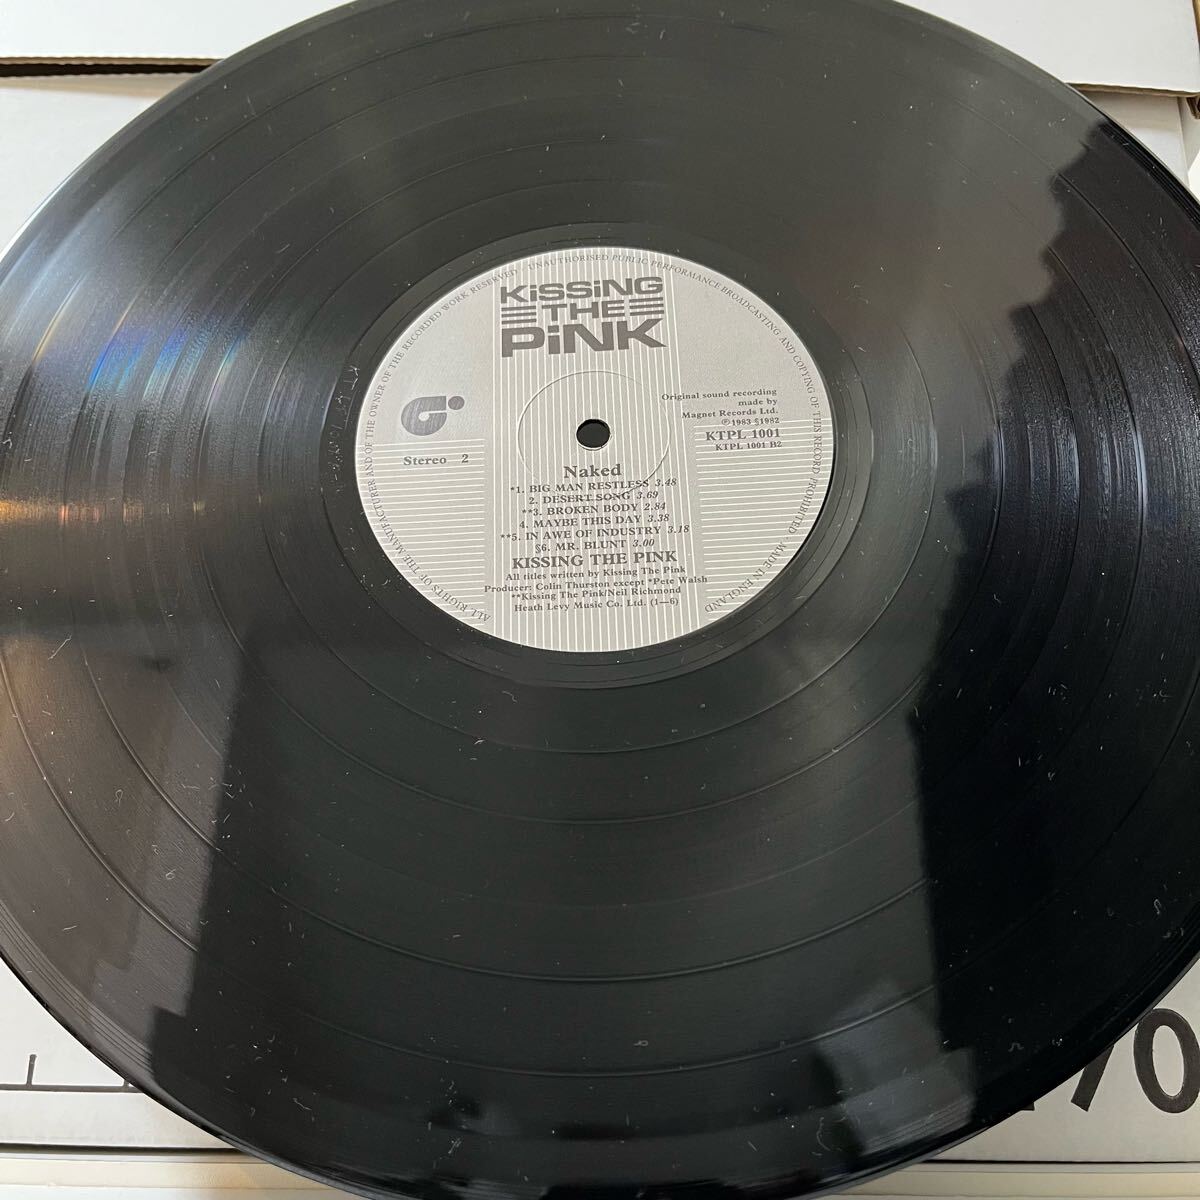 ALL RIGHTS OF THE MANUFACTURER AND OF THE OWNER OF THE RECORDED WORK RESERVED · UNAUTHORISED PUBLIC PERFORMANCE BROADCASTING AND COPYING OF THIS RECORD PROHIBITED · MADE IN ENGLAND
KiSSiNG
THE
PiNK
Original sound recording
made by
Magnet Records Ltd.
℗ 1983 §1982
KTPL 1001
KTPL 1001 B2
Stereo 2
Naked
*1. BIG MAN RESTLESS 3.48
2. DESERT SONG 3.69
**3. BROKEN BODY 2.84
4. MAYBE THIS DAY 3.38
**5. IN AWE OF INDUSTRY 3.18
§6. MR. BLUNT 3.00
KISSING THE PINK
All titles written by Kissing The Pink
Producer: Colin Thurston except *Pete Walsh
**Kissing The Pink/Neil Richmond
Heath Levy Music Co. Ltd. (1—6)
70